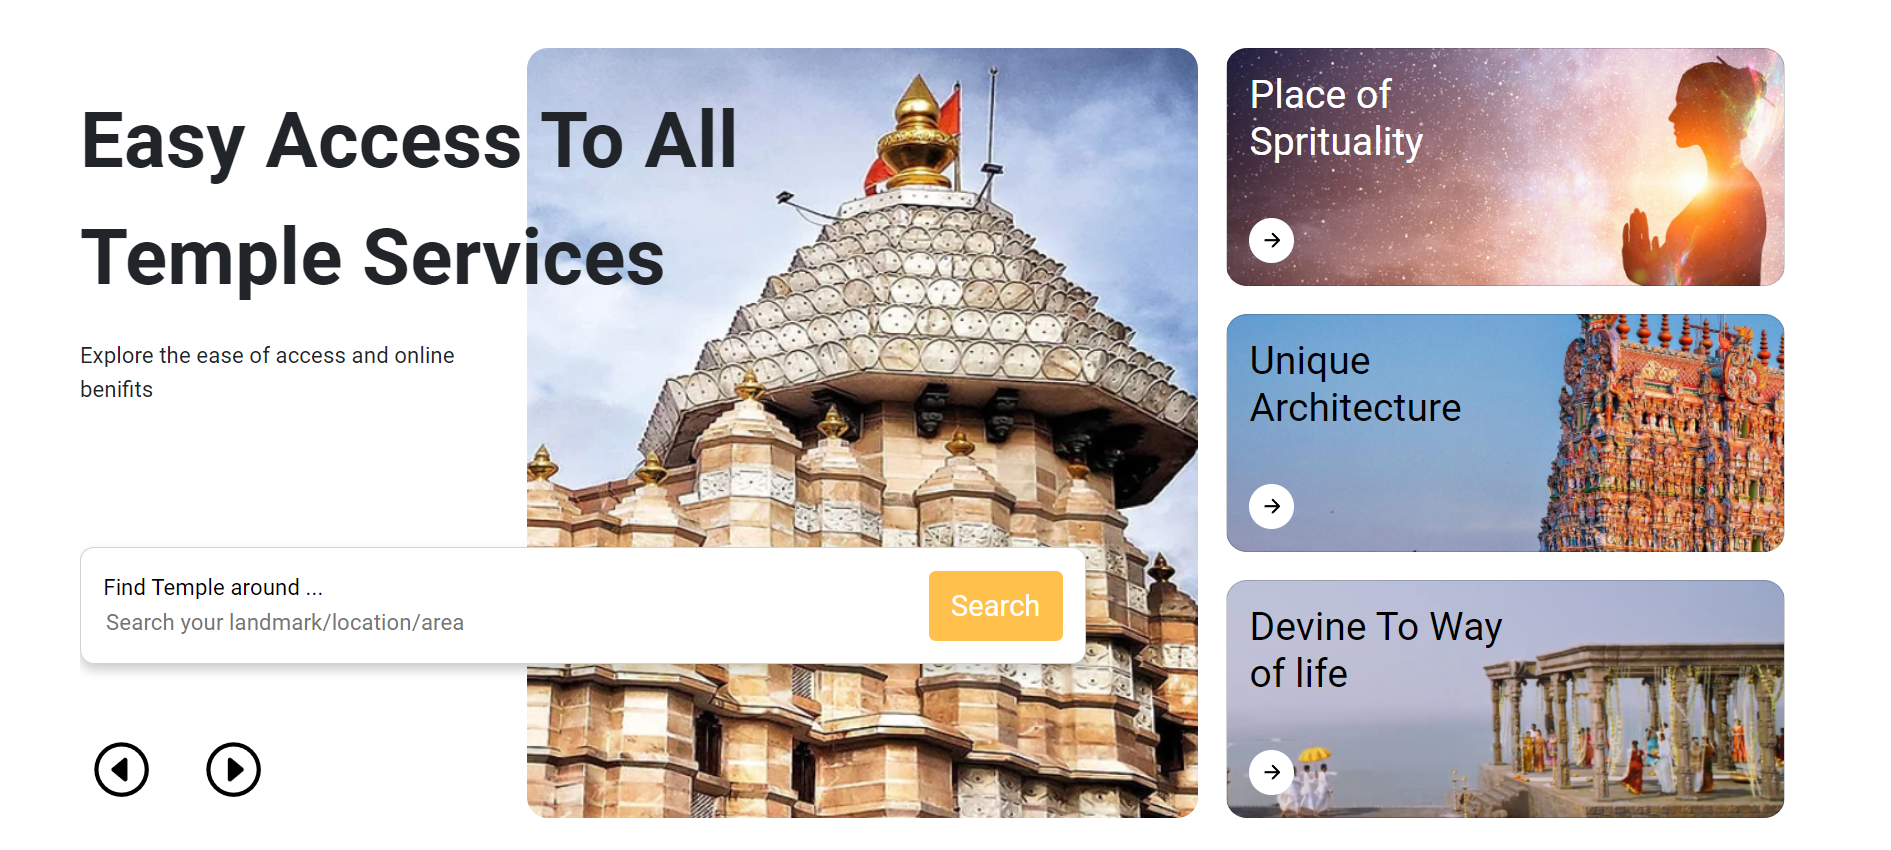 Easy Access To All
Temple Services
Explore the ease of access and online
benifits
Find Temple around ...
Search your landmark/location/area
Search
Place of
Sprituality
Unique
Architecture
Devine To Way
of life